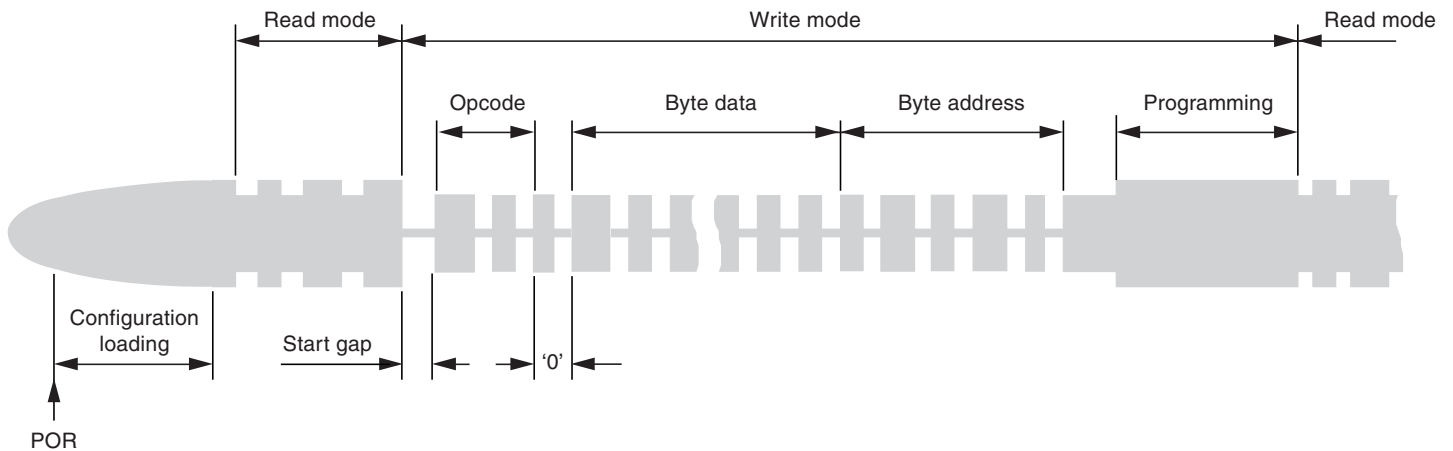 Read mode
Write mode
Read mode
Opcode
Byte data
Byte address
Programming
Configuration
loading
Start gap
‘0’
POR